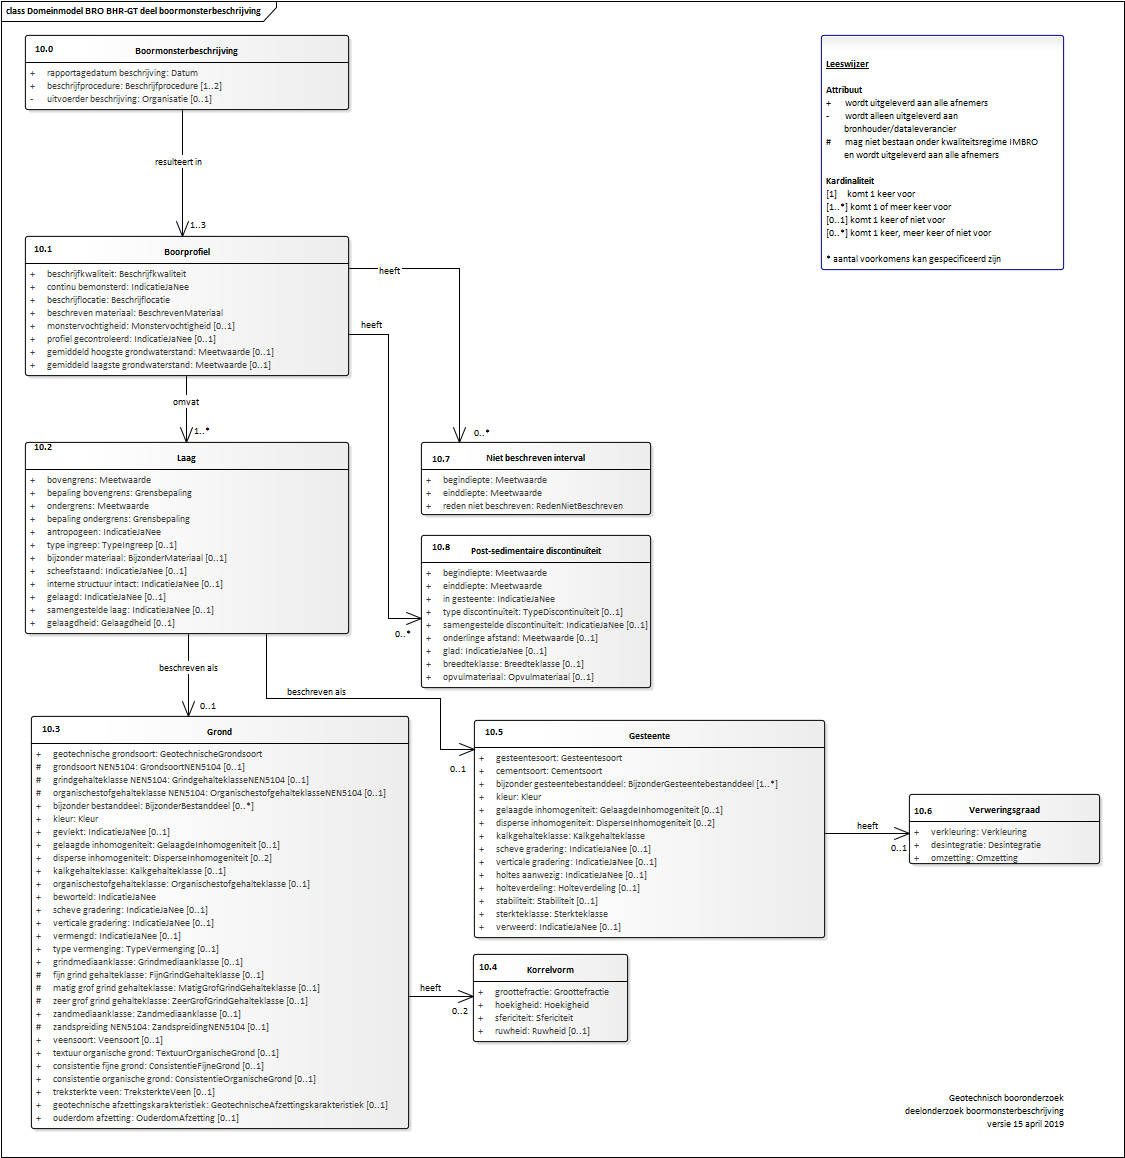 class Domeinmodel BRO BHR-GT deel boormonsterbeschrijving
10.0 Boormonsterbeschrijving
+ rapportagedatum beschrijving: Datum
+ beschrijfprocedure: Beschrijfprocedure [1..2]
- uitvoerder beschrijving: Organisatie [0..1]
Leeswijzer
Attribuut
+ wordt uitgeleverd aan alle afnemers
- wordt alleen uitgeleverd aan
bronhouder/dataleverancier
# mag niet bestaan onder kwaliteitsregime IMBRO
en wordt uitgeleverd aan alle afnemers
Kardinaliteit
[1] komt 1 keer voor
[1..*] komt 1 of meer keer voor
[0..1] komt 1 keer of niet voor
[0..*] komt 1 keer, meer keer of niet voor
* aantal voorkomens kan gespecificeerd zijn
resulteert in
1..3
10.1 Boorprofiel
+ beschrijfkwaliteit: Beschrijfkwaliteit
+ continu bemonsterd: IndicatieJaNee
+ beschrijflocatie: Beschrijflocatie
+ beschreven materiaal: BeschrevenMateriaal
+ monstervochtigheid: Monstervochtigheid [0..1]
+ profiel gecontroleerd: IndicatieJaNee [0..1]
+ gemiddeld hoogste grondwaterstand: Meetwaarde [0..1]
+ gemiddeld laagste grondwaterstand: Meetwaarde [0..1]
heeft
heeft
omvat
1..*
0..*
10.2 Laag
+ bovengrens: Meetwaarde
+ bepaling bovengrens: Grensbepaling
+ ondergrens: Meetwaarde
+ bepaling ondergrens: Grensbepaling
+ antropogeen: IndicatieJaNee
+ type ingreep: TypeIngreep [0..1]
+ bijzonder materiaal: BijzonderMateriaal [0..1]
+ scheefstaand: IndicatieJaNee [0..1]
+ interne structuur intact: IndicatieJaNee [0..1]
+ gelaagd: IndicatieJaNee [0..1]
+ samengestelde laag: IndicatieJaNee [0..1]
+ gelaagdheid: Gelaagdheid [0..1]
10.7 Niet beschreven interval
+ begindiepte: Meetwaarde
+ einddiepte: Meetwaarde
+ reden niet beschreven: RedenNietBeschreven
10.8 Post-sedimentaire discontinuïteit
+ begindiepte: Meetwaarde
+ einddiepte: Meetwaarde
+ in gesteente: IndicatieJaNee
+ type discontinuïteit: TypeDiscontinuïteit [0..1]
+ samengestelde discontinuïteit: IndicatieJaNee [0..1]
+ onderlinge afstand: Meetwaarde [0..1]
+ glad: IndicatieJaNee [0..1]
+ breedteklasse: Breedteklasse [0..1]
+ opvulmateriaal: Opvulmateriaal [0..1]
0..*
beschreven als
0..1
beschreven als
0..1
10.3 Grond
+ geotechnische grondsoort: GeotechnischeGrondsoort
# grondsoort NEN5104: GrondsoortNEN5104 [0..1]
# grindgehalteklasse NEN5104: GrindgehalteklasseNEN5104 [0..1]
# organischestofgehalteklasse NEN5104: OrganischestofgehalteklasseNEN5104 [0..1]
+ bijzonder bestanddeel: BijzonderBestanddeel [0..*]
+ kleur: Kleur
+ gevlekt: IndicatieJaNee [0..1]
+ gelaagde inhomogeniteit: GelaagdeInhomogeniteit [0..1]
+ disperse inhomogeniteit: DisperseInhomogeniteit [0..2]
+ kalkgehalteklasse: Kalkgehalteklasse [0..1]
+ organischestofgehalteklasse: Organischestofgehalteklasse [0..1]
+ beworteld: IndicatieJaNee
+ scheve gradering: IndicatieJaNee [0..1]
+ verticale gradering: IndicatieJaNee [0..1]
+ vermengd: IndicatieJaNee [0..1]
+ type vermenging: TypeVermenging [0..1]
+ grindmediaanklasse: Grindmediaanklasse [0..1]
# fijn grind gehalteklasse: FijnGrindGehalteklasse [0..1]
# matig grof grind gehalteklasse: MatigGrofGrindGehalteklasse [0..1]
# zeer grof grind gehalteklasse: ZeerGrofGrindGehalteklasse [0..1]
+ zandmediaanklasse: Zandmediaanklasse [0..1]
# zandspreiding NEN5104: ZandspreidingNEN5104 [0..1]
+ veensoort: Veensoort [0..1]
+ textuur organische grond: TextuurOrganischeGrond [0..1]
+ consistentie fijne grond: ConsistentieFijneGrond [0..1]
+ consistentie organische grond: ConsistentieOrganischeGrond [0..1]
+ treksterkte veen: TreksterkteVeen [0..1]
+ geotechnische afzettingskarakteristiek: GeotechnischeAfzettingskarakteristiek [0..1]
+ ouderdom afzetting: OuderdomAfzetting [0..1]
10.5 Gesteente
+ gesteentesoort: Gesteentesoort
+ cementsoort: Cementsoort
+ bijzonder gesteentebestanddeel: BijzonderGesteentebestanddeel [1..*]
+ kleur: Kleur
+ gelaagde inhomogeniteit: GelaagdeInhomogeniteit [0..1]
+ disperse inhomogeniteit: DisperseInhomogeniteit [0..2]
+ kalkgehalteklasse: Kalkgehalteklasse
+ scheve gradering: IndicatieJaNee [0..1]
+ verticale gradering: IndicatieJaNee [0..1]
+ holtes aanwezig: IndicatieJaNee [0..1]
+ holteverdeling: Holteverdeling [0..1]
+ stabiliteit: Stabiliteit [0..1]
+ sterkteklasse: Sterkteklasse
+ verweerd: IndicatieJaNee [0..1]
heeft
0..1
10.6 Verweringsgraad
+ verkleuring: Verkleuring
+ desintegratie: Desintegratie
+ omzetting: Omzetting
heeft
0..2
10.4 Korrelvorm
+ groottefractie: Groottefractie
+ hoekigheid: Hoekigheid
+ sfericiteit: Sfericiteit
+ ruwheid: Ruwheid [0..1]
Geotechnisch booronderzoek
deelonderzoek boormonsterbeschrijving
versie 15 april 2019